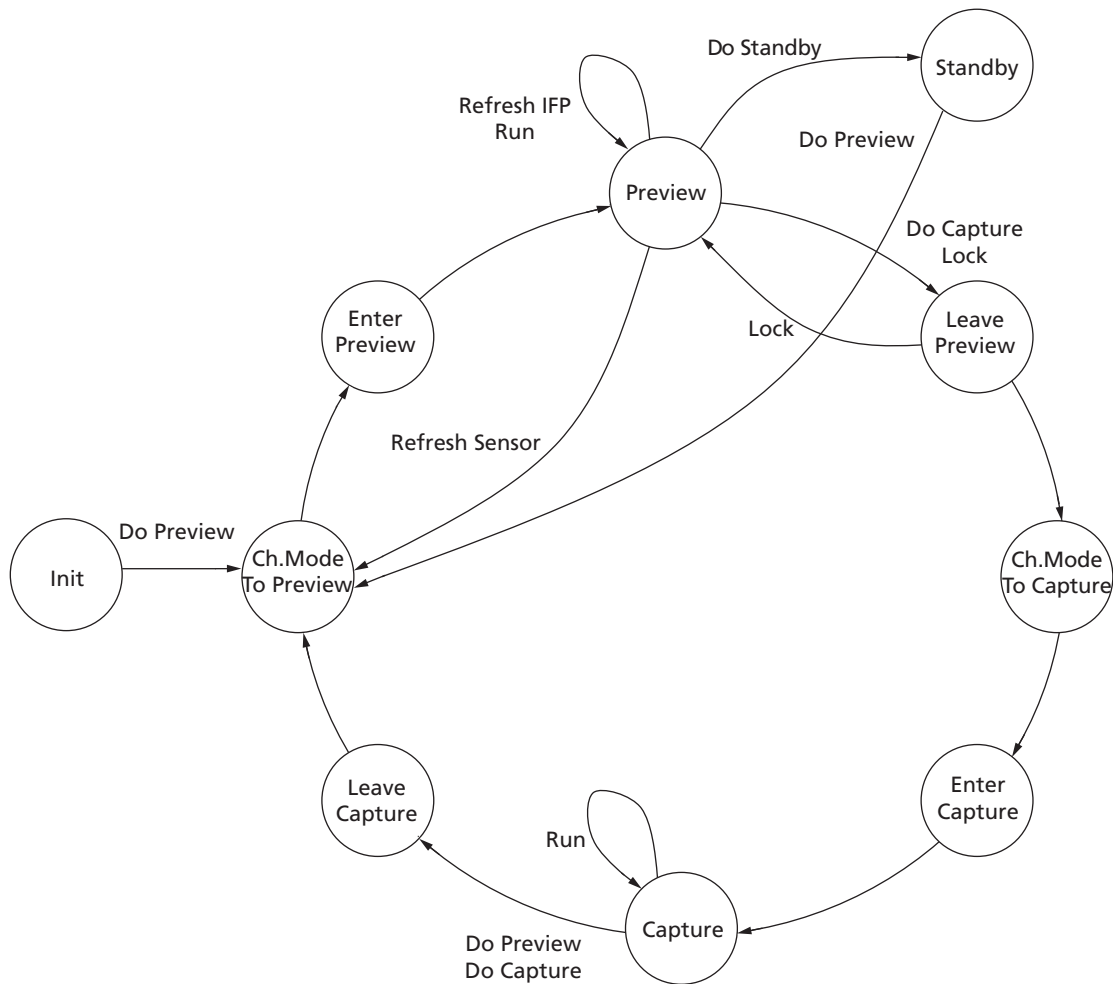 Do Standby
Standby
Refresh IFP
Run
Do Preview
Preview
Do Capture
Lock
Enter
Preview
Lock
Leave
Preview
Refresh Sensor
Do Preview
Init
Ch.Mode
To Preview
Ch.Mode
To Capture
Leave
Capture
Enter
Capture
Run
Capture
Do Preview
Do Capture